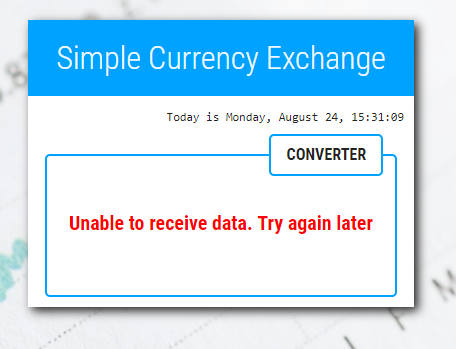 Simple Currency Exchange
Today is Monday, August 24, 15:31:09
CONVERTER
Unable to receive data. Try again later